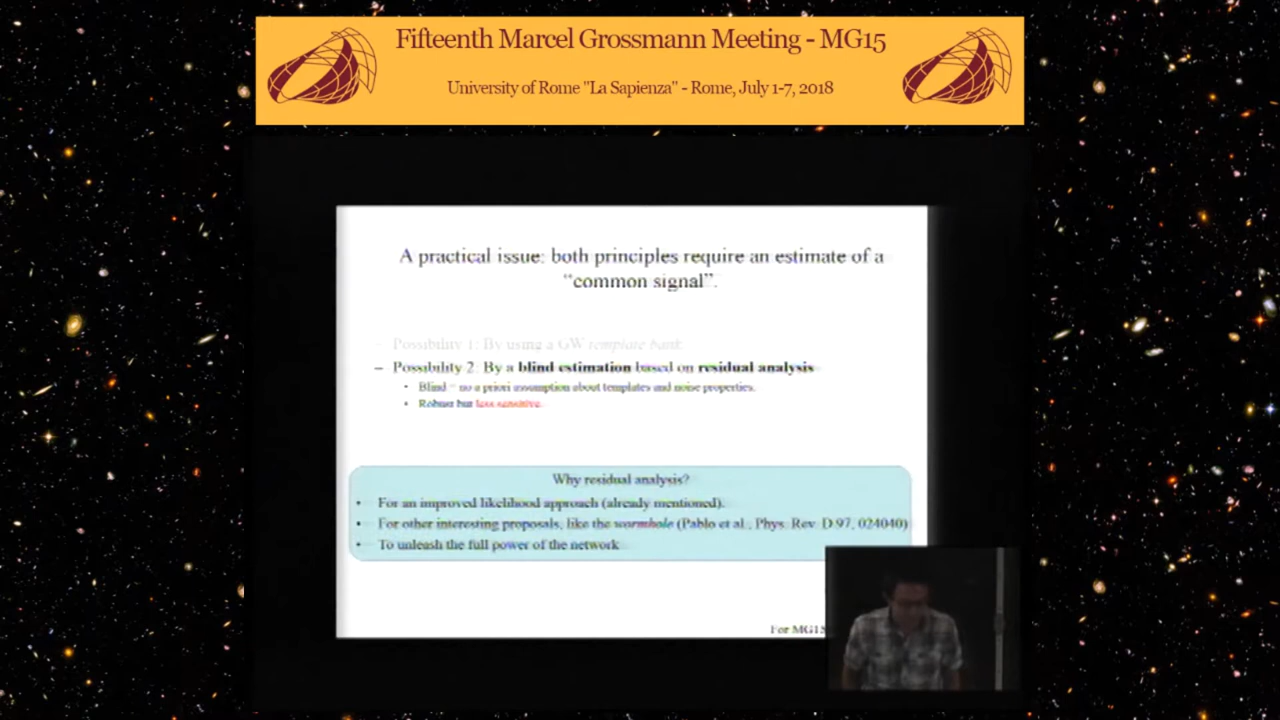 Fifteenth Marcel Grossmann Meeting - MG15
University of Rome "La Sapienza" - Rome, July 1-7, 2018
A practical issue: both principles require an estimate of a
“common signal”.
– Possibility 1: By using a GW template bank
– Possibility 2: By a blind estimation based on residual analysis
• Blind = no a priori assumption about templates and noise properties.
• Robust but less sensitive.
Why residual analysis?
• For an improved likelihood approach (already mentioned).
• For other interesting proposals, like the wormhole (Pablo et al., Phys. Rev. D 97, 024040)
• To unleash the full power of the network
For MG15